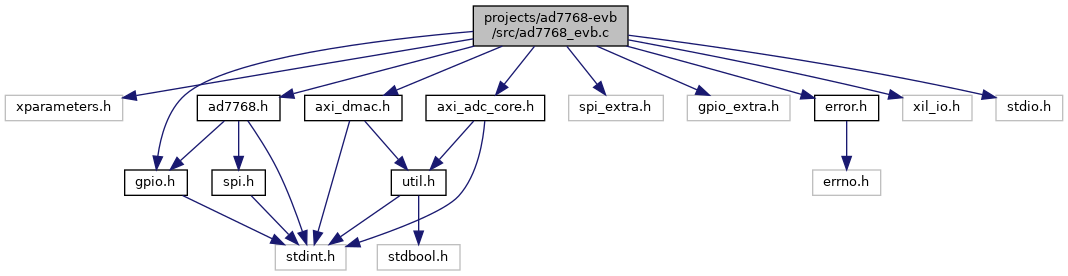 projects/ad7768-evb
/src/ad7768_evb.c
xparameters.h
ad7768.h
axi_dmac.h
axi_adc_core.h
spi_extra.h
gpio_extra.h
error.h
xil_io.h
stdio.h
gpio.h
spi.h
util.h
errno.h
stdint.h
stdbool.h